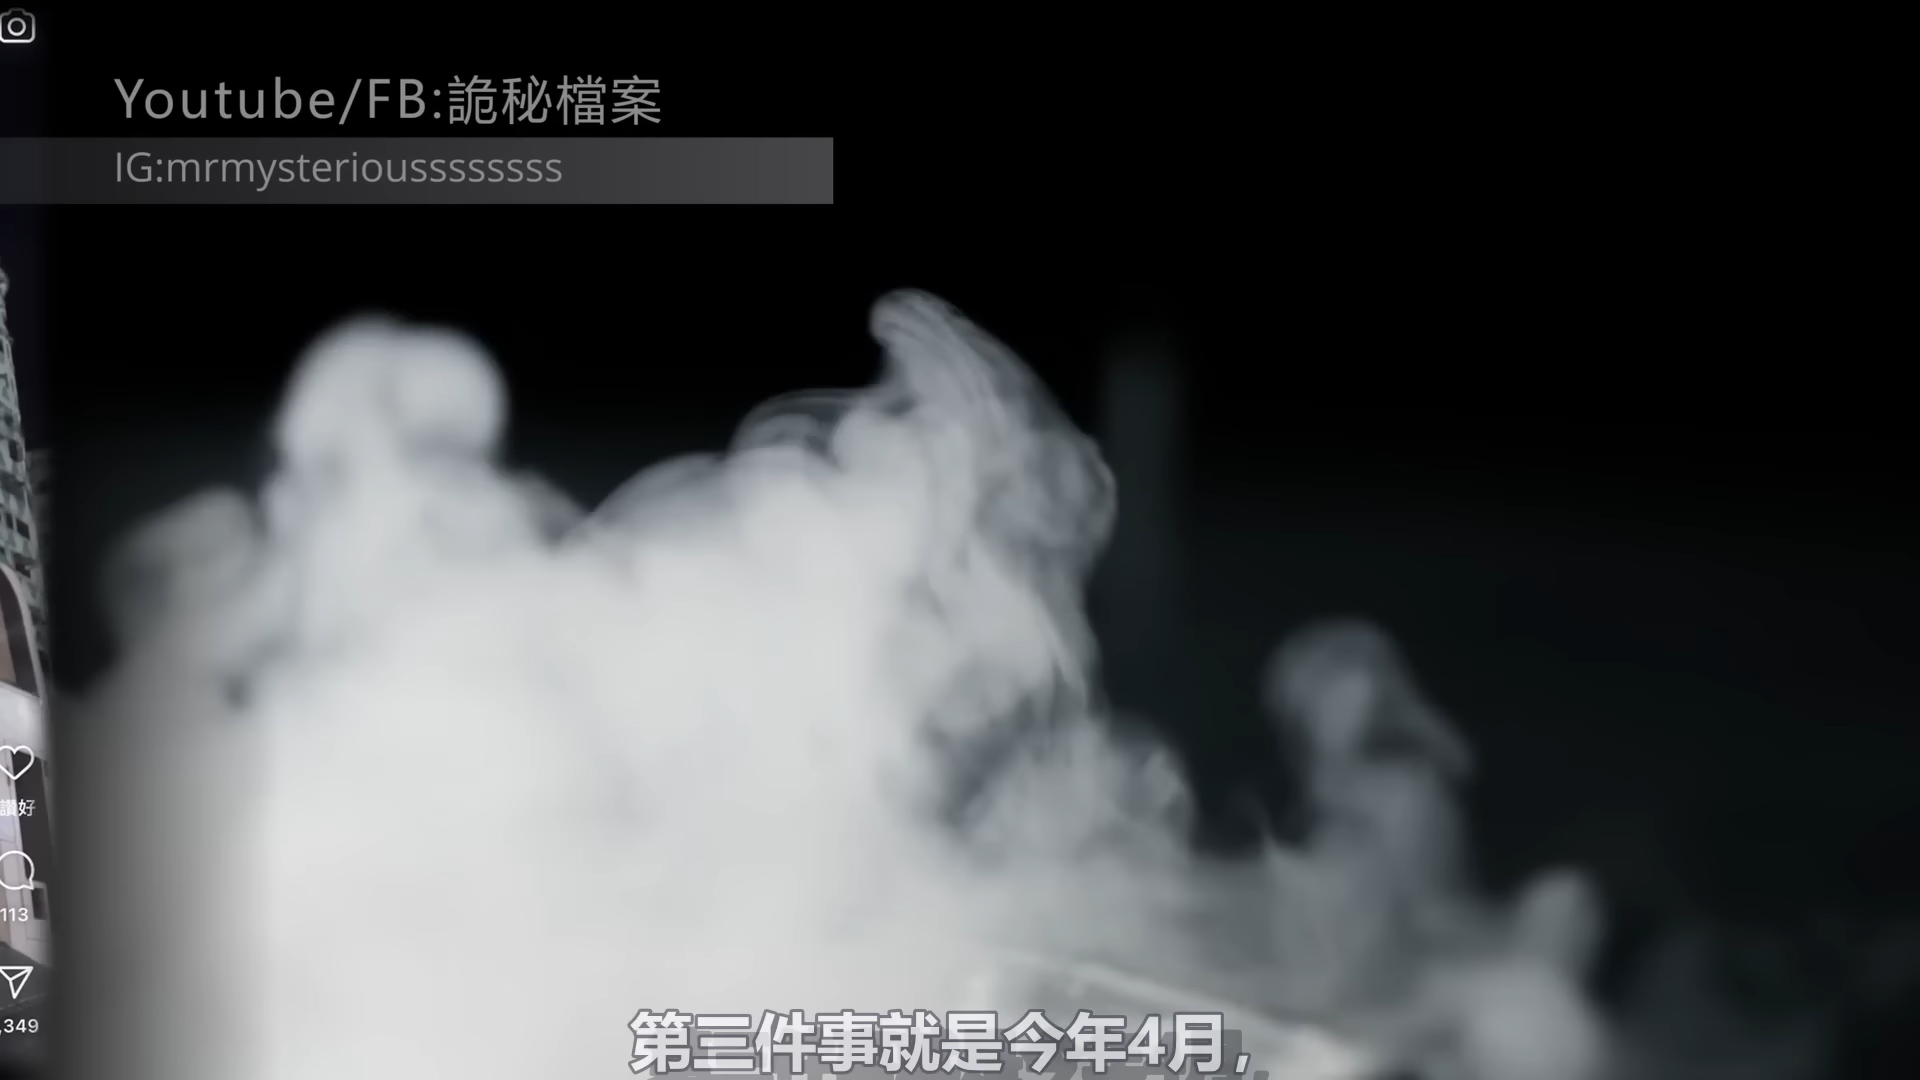 Youtube/FB:詭秘檔案
IG:mrmysteriousssssssss
讚好
113
,349
第三件事就是今年4月，